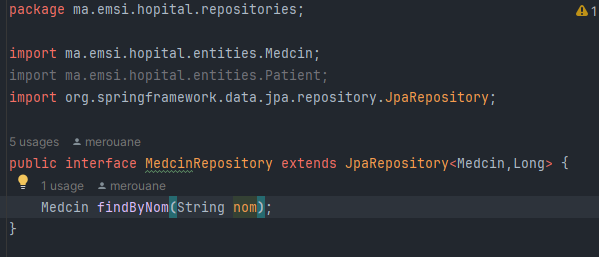 package ma.emsi.hopital.repositories;
1
import ma.emsi.hopital.entities.Medcin;
import ma.emsi.hopital.entities.Patient;
import org.springframework.data.jpa.repository.JpaRepository;
5 usages merouane
public interface MedcinRepository extends JpaRepository<Medcin,Long> {
1 usage merouane
Medcin findByNom(String nom);
}